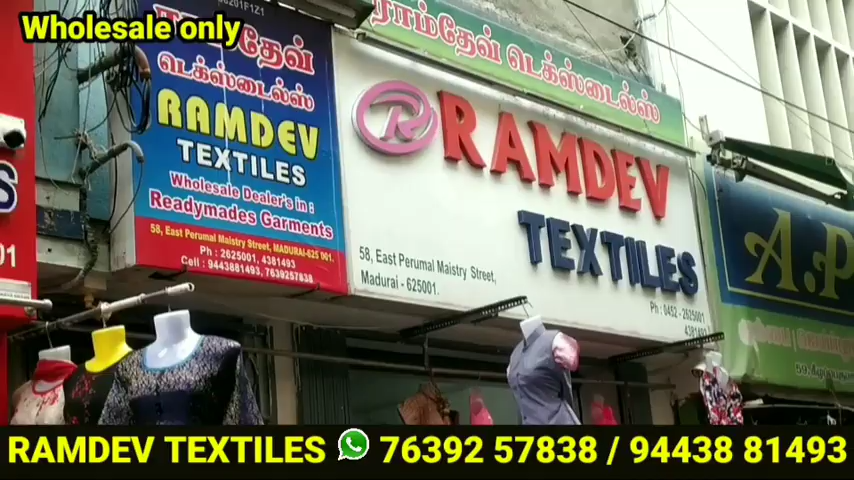 Wholesale only
ராம்தேவ்
டெக்ஸ்டைல்ஸ்
RAMDEV
TEXTILES
Wholesale Dealer's in :
Readymades Garments
58, East Perumal Maistry Street, MADURAI-625 001.
Ph : 2625001, 4381493
Cell : 9443881493, 7639257838
ராம்தேவ் டெக்ஸ்டைல்ஸ்
R
RAMDEV
TEXTILES
58, East Perumal Maistry Street,
Madurai - 625001.
Ph : 0452 - 2625001
4381493
A.P
S
01
RAMDEV TEXTILES 76392 57838 / 94438 81493